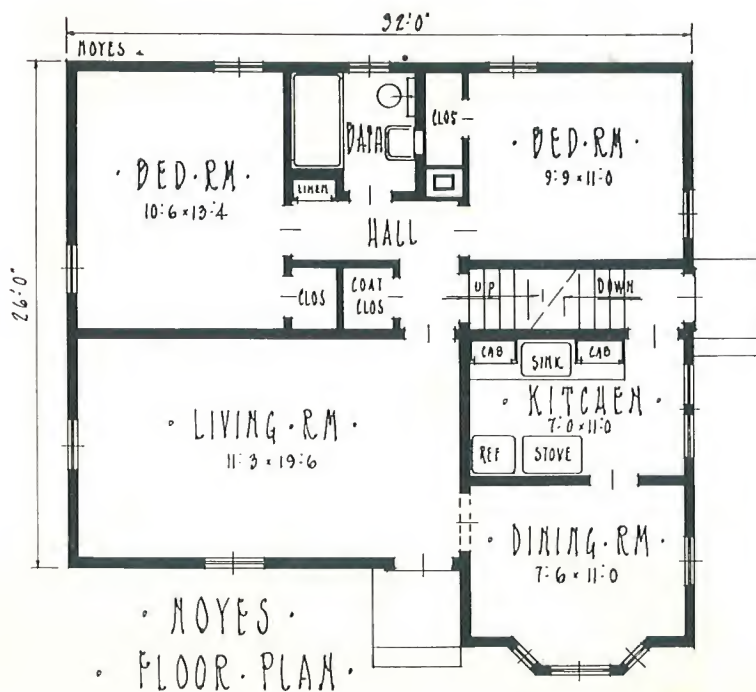 32:0"
NOYES
26:0"
BED·RM
10:6×13:4
BATH
CLOS
· BED·RM ·
9:9×11:0
LINEN
HALL
CLOS
COAT
CLOS
UP
DOWN
CAB
SINK
CAB
· KITCHEN ·
7:0×11:0
REF
STOVE
· LIVING·RM ·
11:3×19:6
· DINING·RM ·
7:6×11:0
· NOYES ·
· FLOOR·PLAN ·